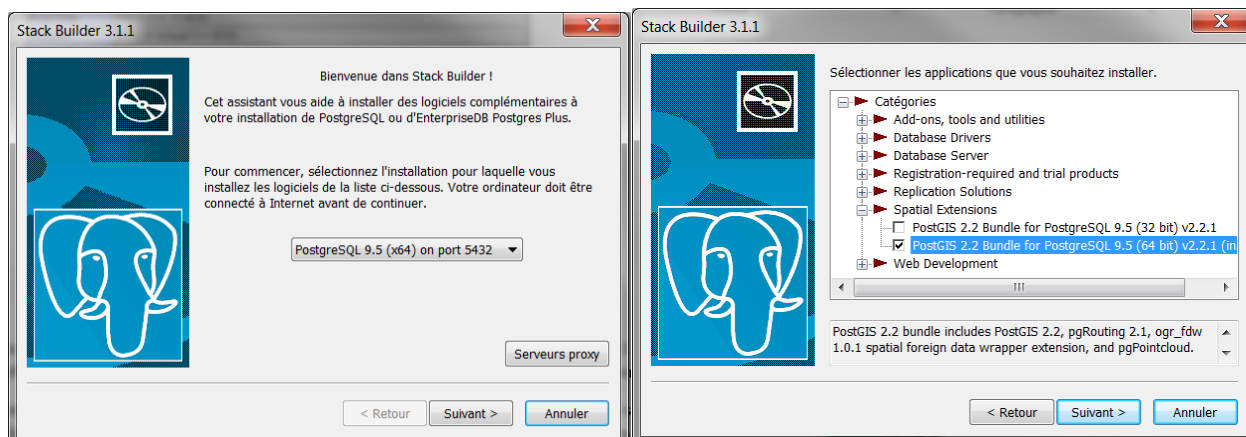 Stack Builder 3.1.1
Bienvenue dans Stack Builder !
Cet assistant vous aide à installer des logiciels complémentaires à
votre installation de PostgreSQL ou d'EnterpriseDB Postgres Plus.
Pour commencer, sélectionnez l'installation pour laquelle vous
installez les logiciels de la liste ci-dessous. Votre ordinateur doit être
connecté à Internet avant de continuer.
PostgreSQL 9.5 (x64) on port 5432
Serveurs proxy
< Retour
Suivant >
Annuler
Stack Builder 3.1.1
Sélectionner les applications que vous souhaitez installer.
Catégories
Add-ons, tools and utilities
Database Drivers
Database Server
Registration-required and trial products
Replication Solutions
Spatial Extensions
PostGIS 2.2 Bundle for PostgreSQL 9.5 (32 bit) v2.2.1
PostGIS 2.2 Bundle for PostgreSQL 9.5 (64 bit) v2.2.1 (in
Web Development
PostGIS 2.2 bundle includes PostGIS 2.2, pgRouting 2.1, ogr_fdw
1.0.1 spatial foreign data wrapper extension, and pgPointcloud.
< Retour
Suivant >
Annuler